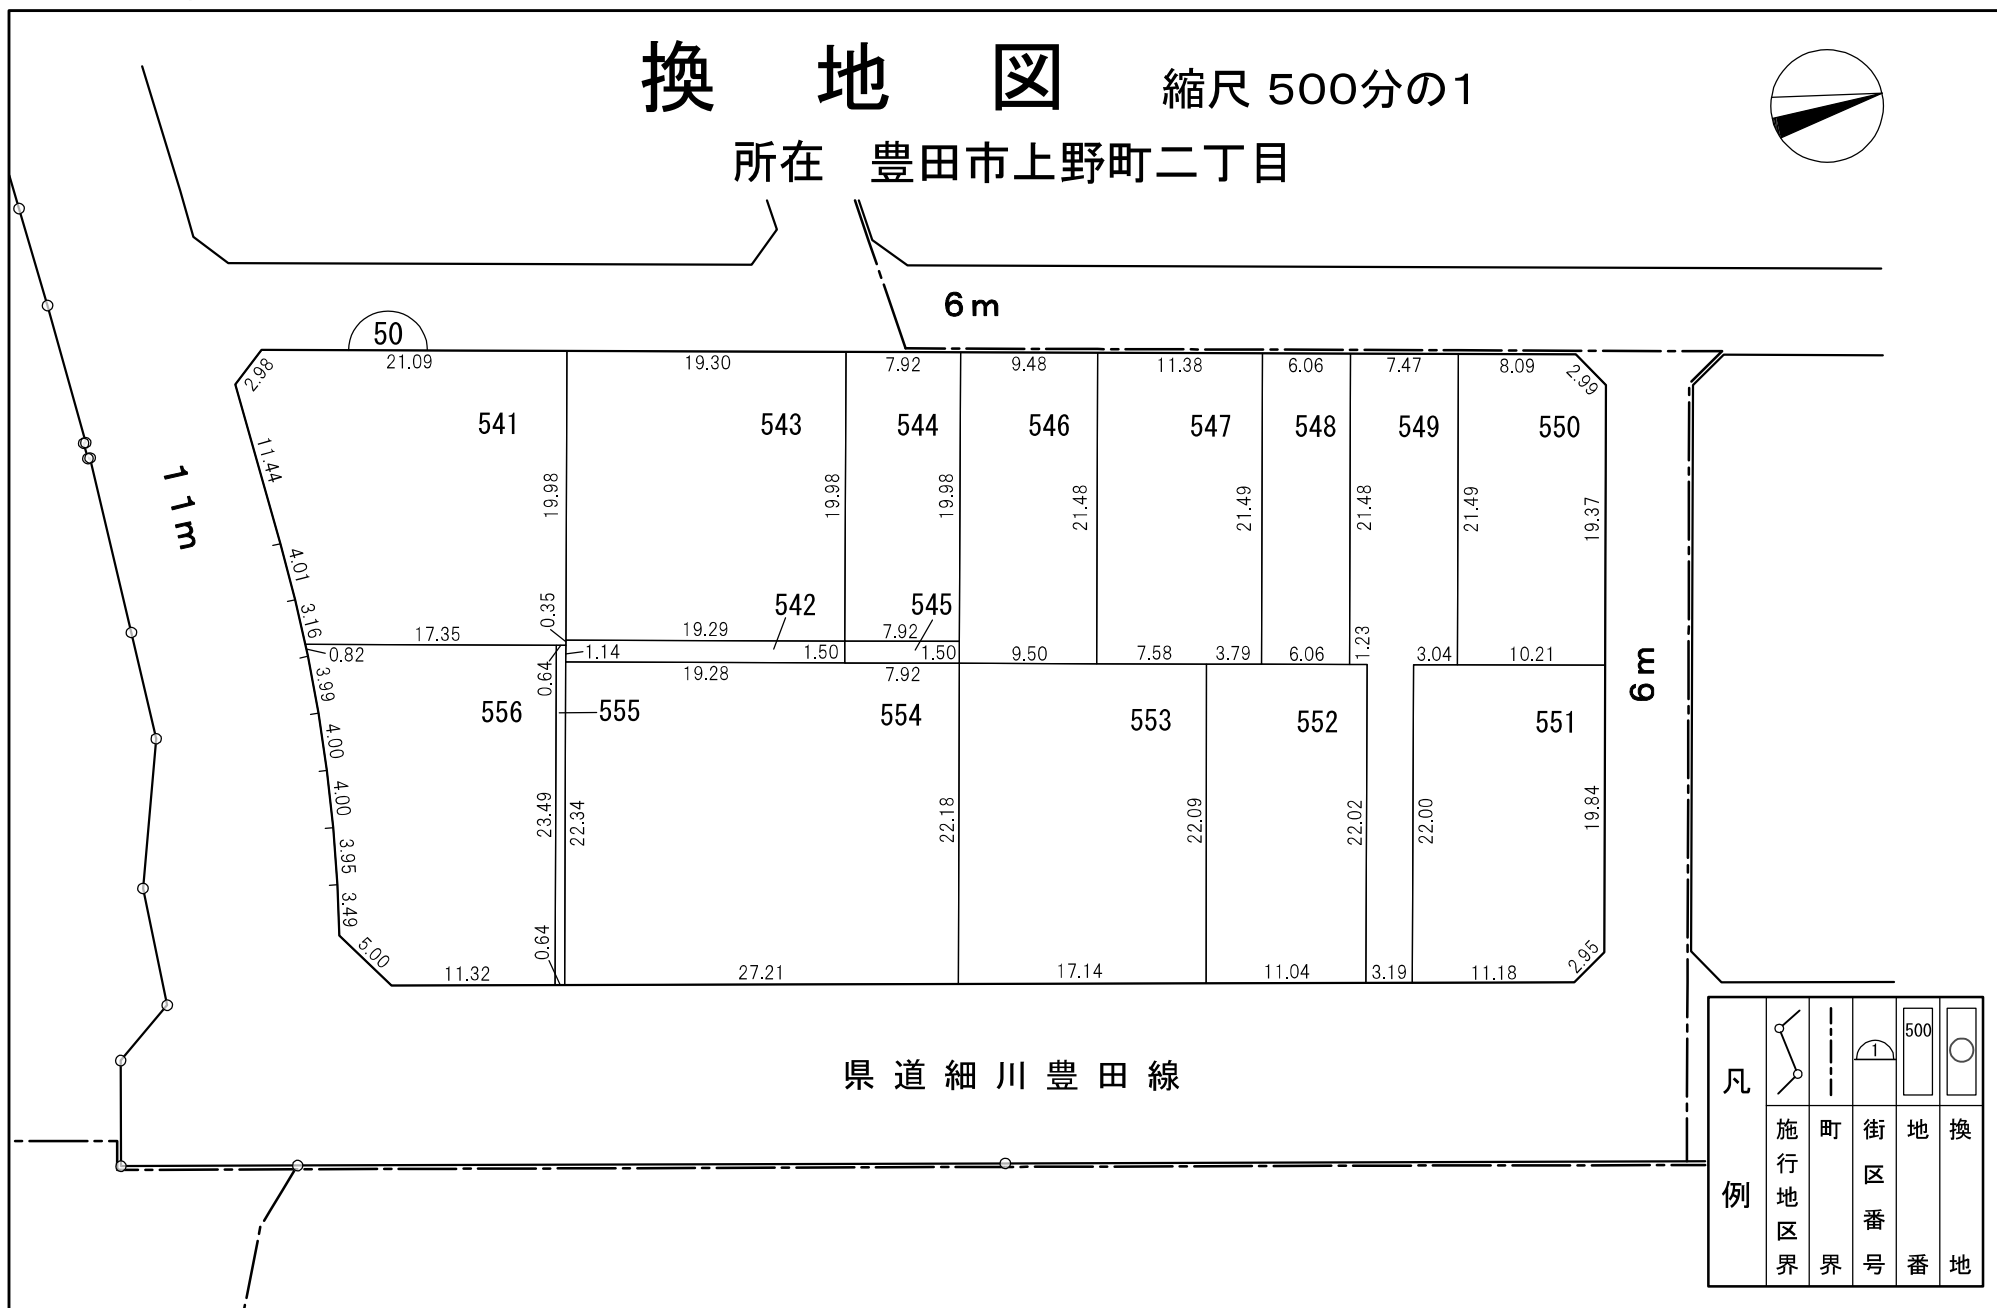 換地図 縮尺 500分の1
所在 豊田市上野町二丁目
6m
50
21.09 19.30 7.92 9.48 11.38 6.06 7.47 8.09
2.98 2.99
541 543 544 546 547 548 549 550
11m
11.44
19.98 19.98 19.98 21.48 21.49 21.48 21.49 19.37
4.01
3.16
0.35 542 545
17.35 19.29 7.92
0.82 0.64 1.14 1.50 1.50 9.50 7.58 3.79 6.06 1.23 3.04 10.21
19.28 7.92
6m
3.99
556 555 554 553 552 551
4.00
4.00
23.49 22.34 22.18 22.09 22.02 22.00 19.84
3.95
3.49
5.00 0.64 2.95
11.32 27.21 17.14 11.04 3.19 11.18
県道細川豊田線
凡例
1
500
施行地区界
町界
街区番号
地番
換地